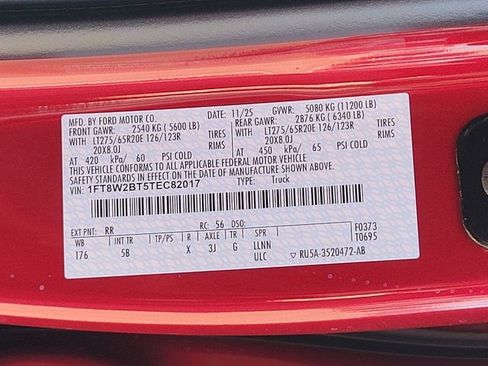 MFD. BY FORD MOTOR CO. DATE: 11/25 GVWR: 5080 KG (11200 LB)
FRONT GAWR: 2540 KG (5600 LB) REAR GAWR: 2876 KG (6340 LB)
WITH LT275/65R20E 126/123R TIRES WITH LT275/65R20E 126/123R TIRES
20X8.0J RIMS 20X8.0J RIMS
AT 420 kPa/ 60 PSI COLD AT 450 kPa/ 65 PSI COLD
THIS VEHICLE CONFORMS TO ALL APPLICABLE FEDERAL MOTOR VEHICLE
SAFETY STANDARDS IN EFFECT ON THE DATE OF MANUFACTURE SHOWN ABOVE.
VIN: 1FT8W2BT5TEC82017 TYPE: Truck
EXT PNT: RR RC: 56 DSO: F0373
WB INT TR TP/PS R AXLE TR SPR T0695
176 5B X 3J G LLNN
ULC ▽ RU5A-3520472-AB